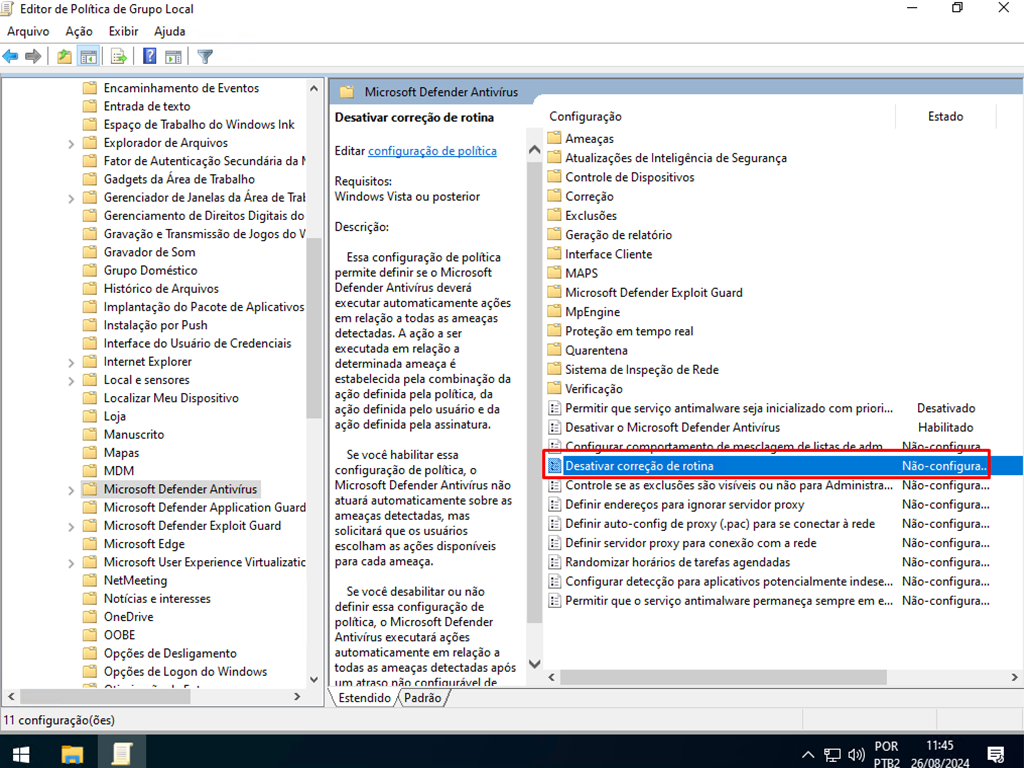 Editor de Política de Grupo Local
Arquivo Ação Exibir Ajuda
Encaminhamento de Eventos
Entrada de texto
Espaço de Trabalho do Windows Ink
Explorador de Arquivos
Fator de Autenticação Secundária da M
Gadgets da Área de Trabalho
Gerenciador de Janelas da Área de Trab
Gerenciamento de Direitos Digitais do
Gravação e Transmissão de Jogos do W
Gravador de Som
Grupo Doméstico
Histórico de Arquivos
Implantação do Pacote de Aplicativos
Instalação por Push
Interface do Usuário de Credenciais
Internet Explorer
Local e sensores
Localizar Meu Dispositivo
Loja
Manuscrito
Mapas
MDM
Microsoft Defender Antivírus
Microsoft Defender Application Guard
Microsoft Defender Exploit Guard
Microsoft Edge
Microsoft User Experience Virtualizatic
NetMeeting
Notícias e interesses
OneDrive
OOBE
Opções de Desligamento
Opções de Logon do Windows
Microsoft Defender Antivírus
Desativar correção de rotina
Editar configuração de política
Requisitos:
Windows Vista ou posterior
Descrição:
Essa configuração de política
permite definir se o Microsoft
Defender Antivírus deverá
executar automaticamente ações
em relação a todas as ameaças
detectadas. A ação a ser
executada em relação a
determinada ameaça é
estabelecida pela combinação da
ação definida pela política, da
ação definida pelo usuário e da
ação definida pela assinatura.
Se você habilitar essa
configuração de política, o
Microsoft Defender Antivírus não
atuará automaticamente sobre as
ameaças detectadas, mas
solicitará que os usuários
escolham as ações disponíveis
para cada ameaça.
Se você desabilitar ou não
definir essa configuração de
política, o Microsoft Defender
Antivírus executará ações
automaticamente em relação a
todas as ameaças detectadas após
um atraso não configurável de
Configuração Estado
Ameaças
Atualizações de Inteligência de Segurança
Controle de Dispositivos
Correção
Exclusões
Geração de relatório
Interface Cliente
MAPS
Microsoft Defender Exploit Guard
MpEngine
Proteção em tempo real
Quarentena
Sistema de Inspeção de Rede
Verificação
Permitir que serviço antimalware seja inicializado com priori... Desativado
Desativar o Microsoft Defender Antivírus Habilitado
Configurar comportamento de mesclagem de listas de adm... Não-configura...
Desativar correção de rotina Não-configura...
Controle se as exclusões são visíveis ou não para Administra... Não-configura...
Definir endereços para ignorar servidor proxy Não-configura...
Definir auto-config de proxy (.pac) para se conectar à rede Não-configura...
Definir servidor proxy para conexão com a rede Não-configura...
Randomizar horários de tarefas agendadas Não-configura...
Configurar detecção para aplicativos potencialmente indese... Não-configura...
Permitir que o serviço antimalware permaneça sempre em e... Não-configura...
Estendido Padrão
11 configuração(ões)
POR 11:45
PTB2 26/08/2024